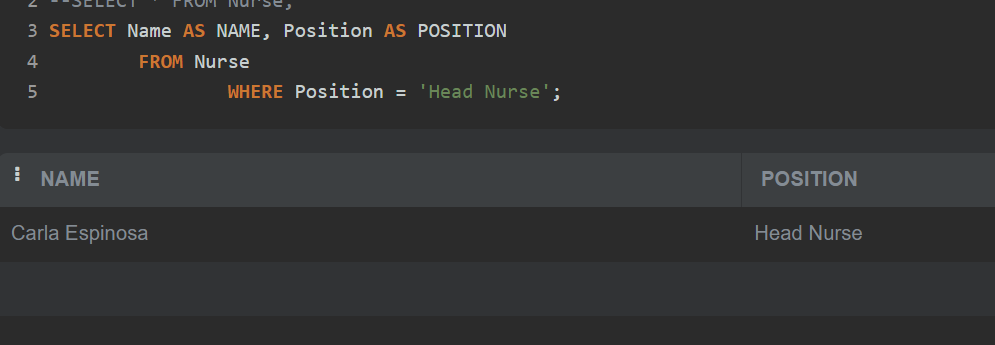 2 --SELECT * FROM Nurse;
3 SELECT Name AS NAME, Position AS POSITION
4 FROM Nurse
5 WHERE Position = 'Head Nurse';
NAME POSITION
Carla Espinosa Head Nurse